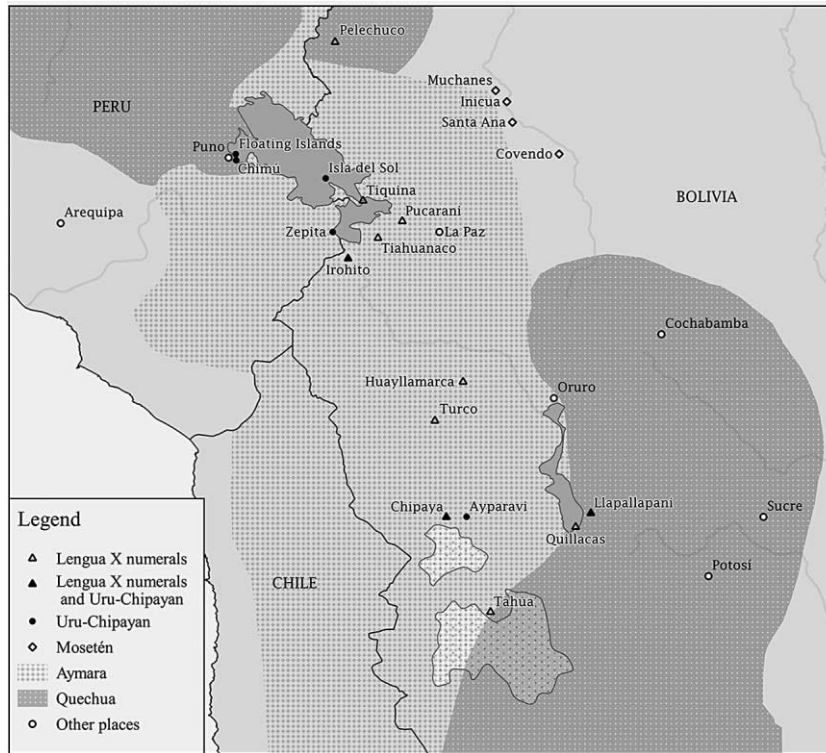 Pelechuco
Muchanes
Inicua
Santa Ana
Covendo
PERU
Puno
Floating Islands
Chimú
Isla del Sol
Tiquina
Pucarani
La Paz
Tiahuanaco
Zepita
Irohito
Arequipa
BOLIVIA
Cochabamba
Huayllamarca
Oruro
Turco
Chipaya
Ayparavi
Llapallapani
Quillacas
Sucre
Potosí
Tahua
CHILE
Legend
Lengua X numerals
Lengua X numerals
and Uru-Chipayan
Uru-Chipayan
Mosetén
Aymara
Quechua
Other places